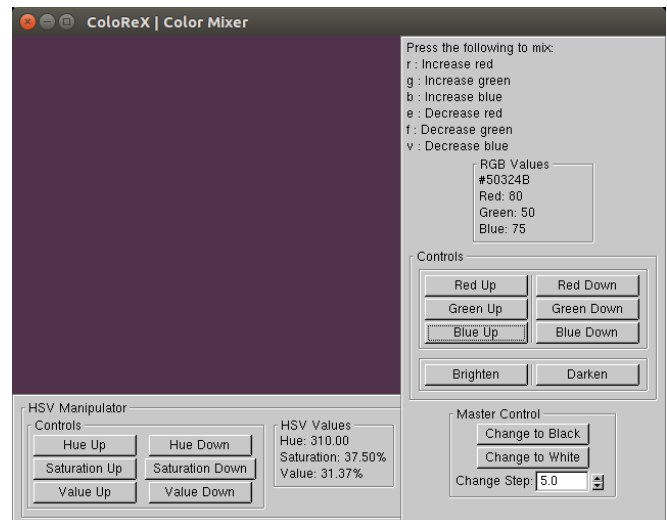 ColoReX | Color Mixer
Press the following to mix:
r : Increase red
g : Increase green
b : Increase blue
e : Decrease red
f : Decrease green
v : Decrease blue
RGB Values
#50324B
Red: 80
Green: 50
Blue: 75
Controls
Red Up
Red Down
Green Up
Green Down
Blue Up
Blue Down
Brighten
Darken
HSV Manipulator
Controls
Hue Up
Hue Down
Saturation Up
Saturation Down
Value Up
Value Down
HSV Values
Hue: 310.00
Saturation: 37.50%
Value: 31.37%
Master Control
Change to Black
Change to White
Change Step: 5.0